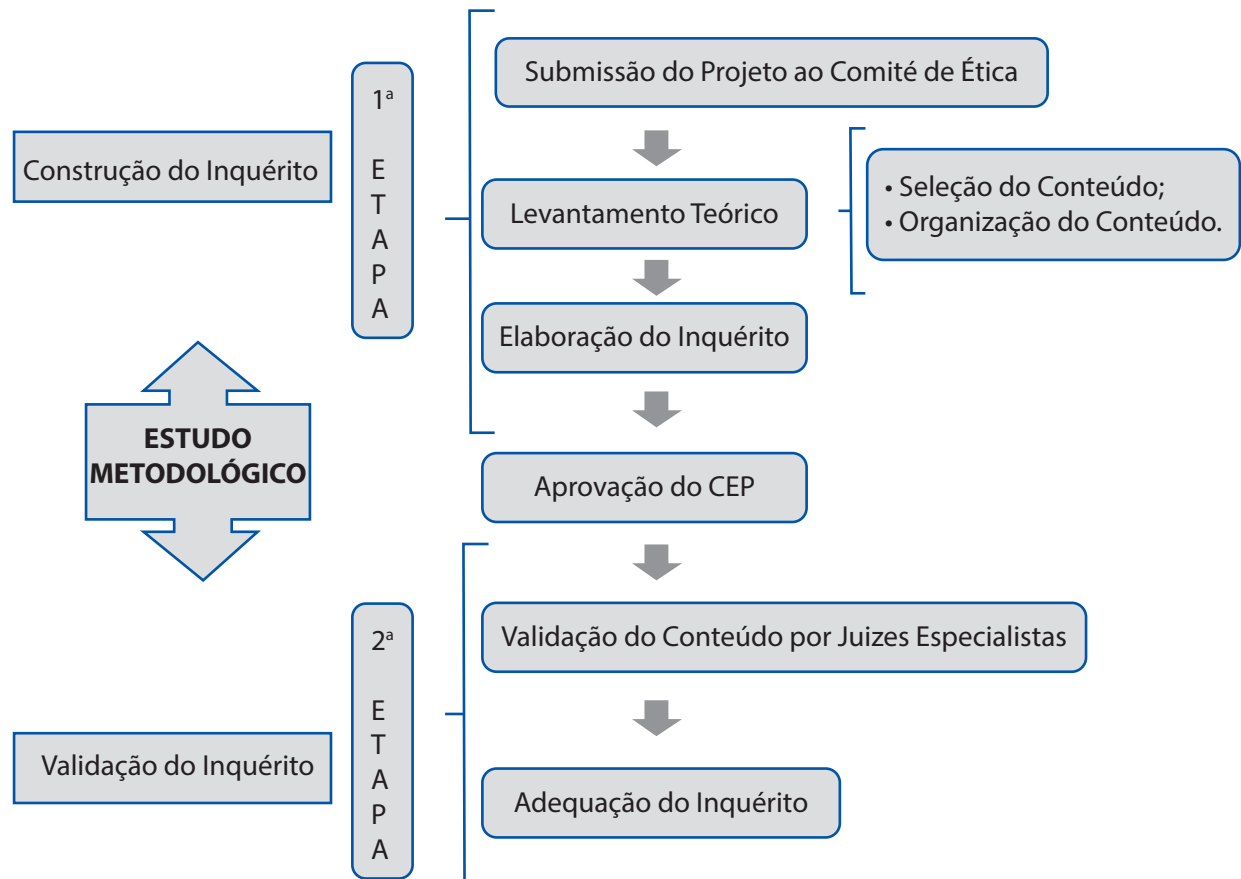 Construção do Inquérito
1ª
E
T
A
P
A
Submissão do Projeto ao Comité de Ética
Levantamento Teórico
• Seleção do Conteúdo;
• Organização do Conteúdo.
Elaboração do Inquérito
ESTUDO
METODOLÓGICO
Aprovação do CEP
Validação do Inquérito
2ª
E
T
A
P
A
Validação do Conteúdo por Juizes Especialistas
Adequação do Inquérito